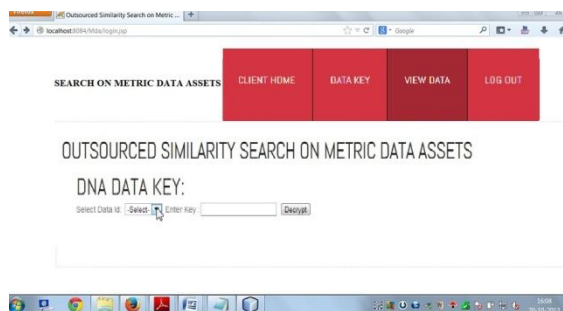 Outsourced Similarity Search on Metric ...
localhost:8084/Mda/login.jsp
Google
SEARCH ON METRIC DATA ASSETS
CLIENT HOME
DATA KEY
VIEW DATA
LOG OUT
OUTSOURCED SIMILARITY SEARCH ON METRIC DATA ASSETS
DNA DATA KEY:
Select Data Id: -Select- Enter Key: Decrypt
16:08